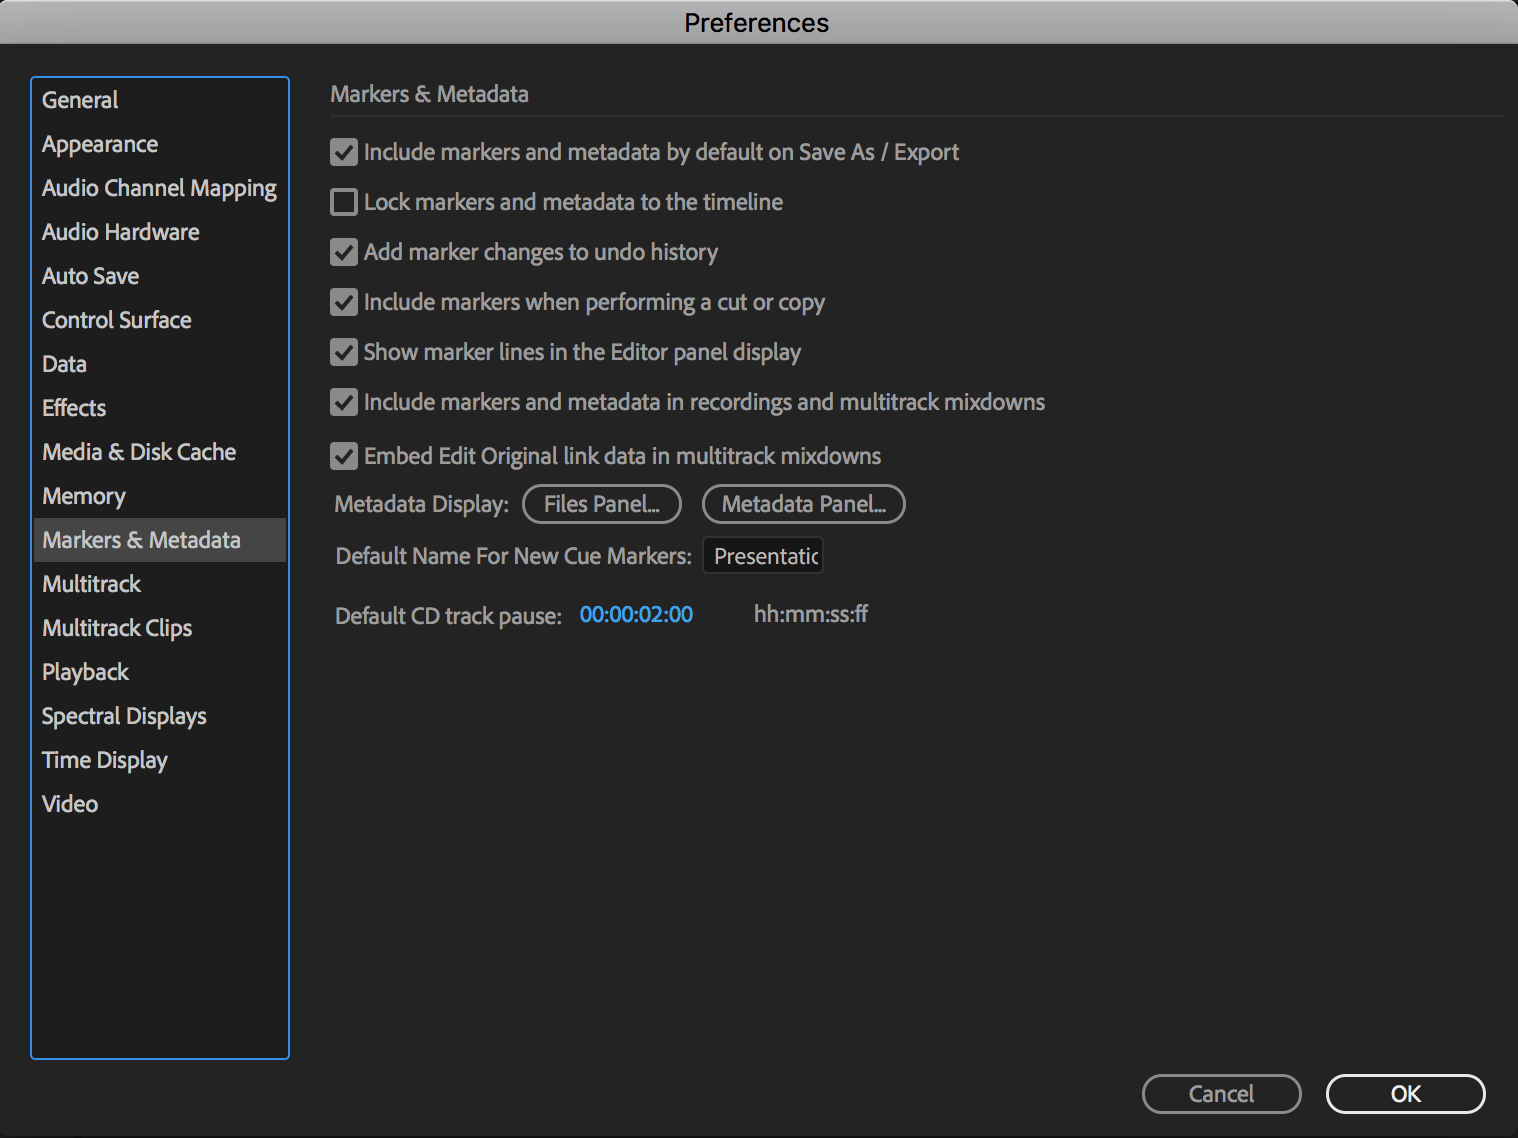 Preferences
General
Appearance
Audio Channel Mapping
Audio Hardware
Auto Save
Control Surface
Data
Effects
Media & Disk Cache
Memory
Markers & Metadata
Multitrack
Multitrack Clips
Playback
Spectral Displays
Time Display
Video
Markers & Metadata
Include markers and metadata by default on Save As / Export
Lock markers and metadata to the timeline
Add marker changes to undo history
Include markers when performing a cut or copy
Show marker lines in the Editor panel display
Include markers and metadata in recordings and multitrack mixdowns
Embed Edit Original link data in multitrack mixdowns
Metadata Display: Files Panel... Metadata Panel...
Default Name For New Cue Markers: Presentatic
Default CD track pause: 00:00:02:00 hh:mm:ss:ff
Cancel OK